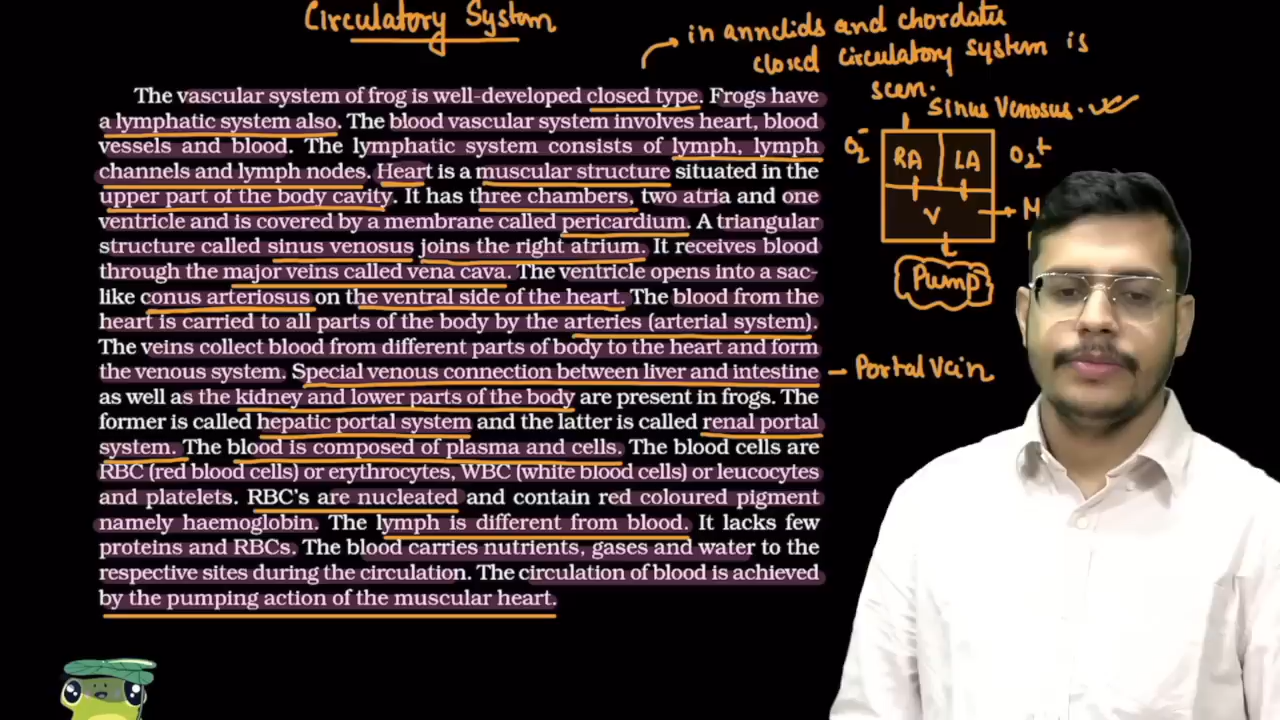 Circulatory System
in annelids and chordate
closed circulatory system is
seen.
The vascular system of frog is well-developed closed type. Frogs have
a lymphatic system also. The blood vascular system involves heart, blood
vessels and blood. The lymphatic system consists of lymph, lymph
channels and lymph nodes. Heart is a muscular structure situated in the
upper part of the body cavity. It has three chambers, two atria and one
ventricle and is covered by a membrane called pericardium. A triangular
structure called sinus venosus joins the right atrium. It receives blood
through the major veins called vena cava. The ventricle opens into a sac-
like conus arteriosus on the ventral side of the heart. The blood from the
heart is carried to all parts of the body by the arteries (arterial system).
The veins collect blood from different parts of body to the heart and form
the venous system. Special venous connection between liver and intestine
as well as the kidney and lower parts of the body are present in frogs. The
former is called hepatic portal system and the latter is called renal portal
system. The blood is composed of plasma and cells. The blood cells are
RBC (red blood cells) or erythrocytes, WBC (white blood cells) or leucocytes
and platelets. RBC's are nucleated and contain red coloured pigment
namely haemoglobin. The lymph is different from blood. It lacks few
proteins and RBCs. The blood carries nutrients, gases and water to the
respective sites during the circulation. The circulation of blood is achieved
by the pumping action of the muscular heart.
Sinus Venosus.
O₂⁻ RA LA O₂⁺
V
Pump
Portal Vein